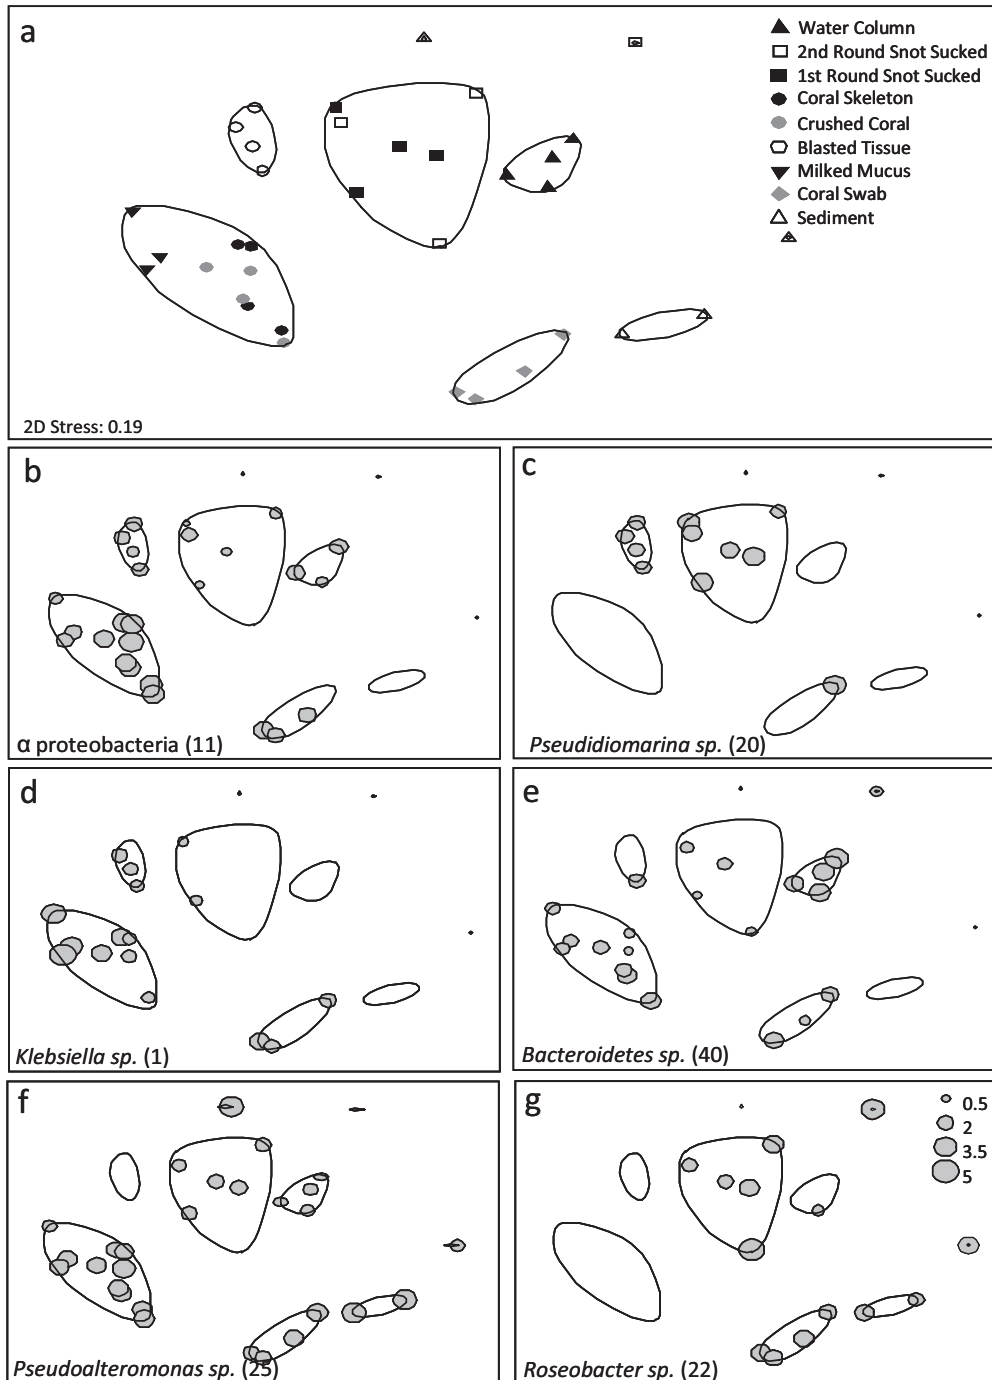 a
Water Column
2nd Round Snot Sucked
1st Round Snot Sucked
Coral Skeleton
Crushed Coral
Blasted Tissue
Milked Mucus
Coral Swab
Sediment
2D Stress: 0.19
b
α proteobacteria (11)
c
Pseudidiomarina sp. (20)
d
Klebsiella sp. (1)
e
Bacteroidetes sp. (40)
f
Pseudoalteromonas sp. (25)
g
0.5
2
3.5
5
Roseobacter sp. (22)